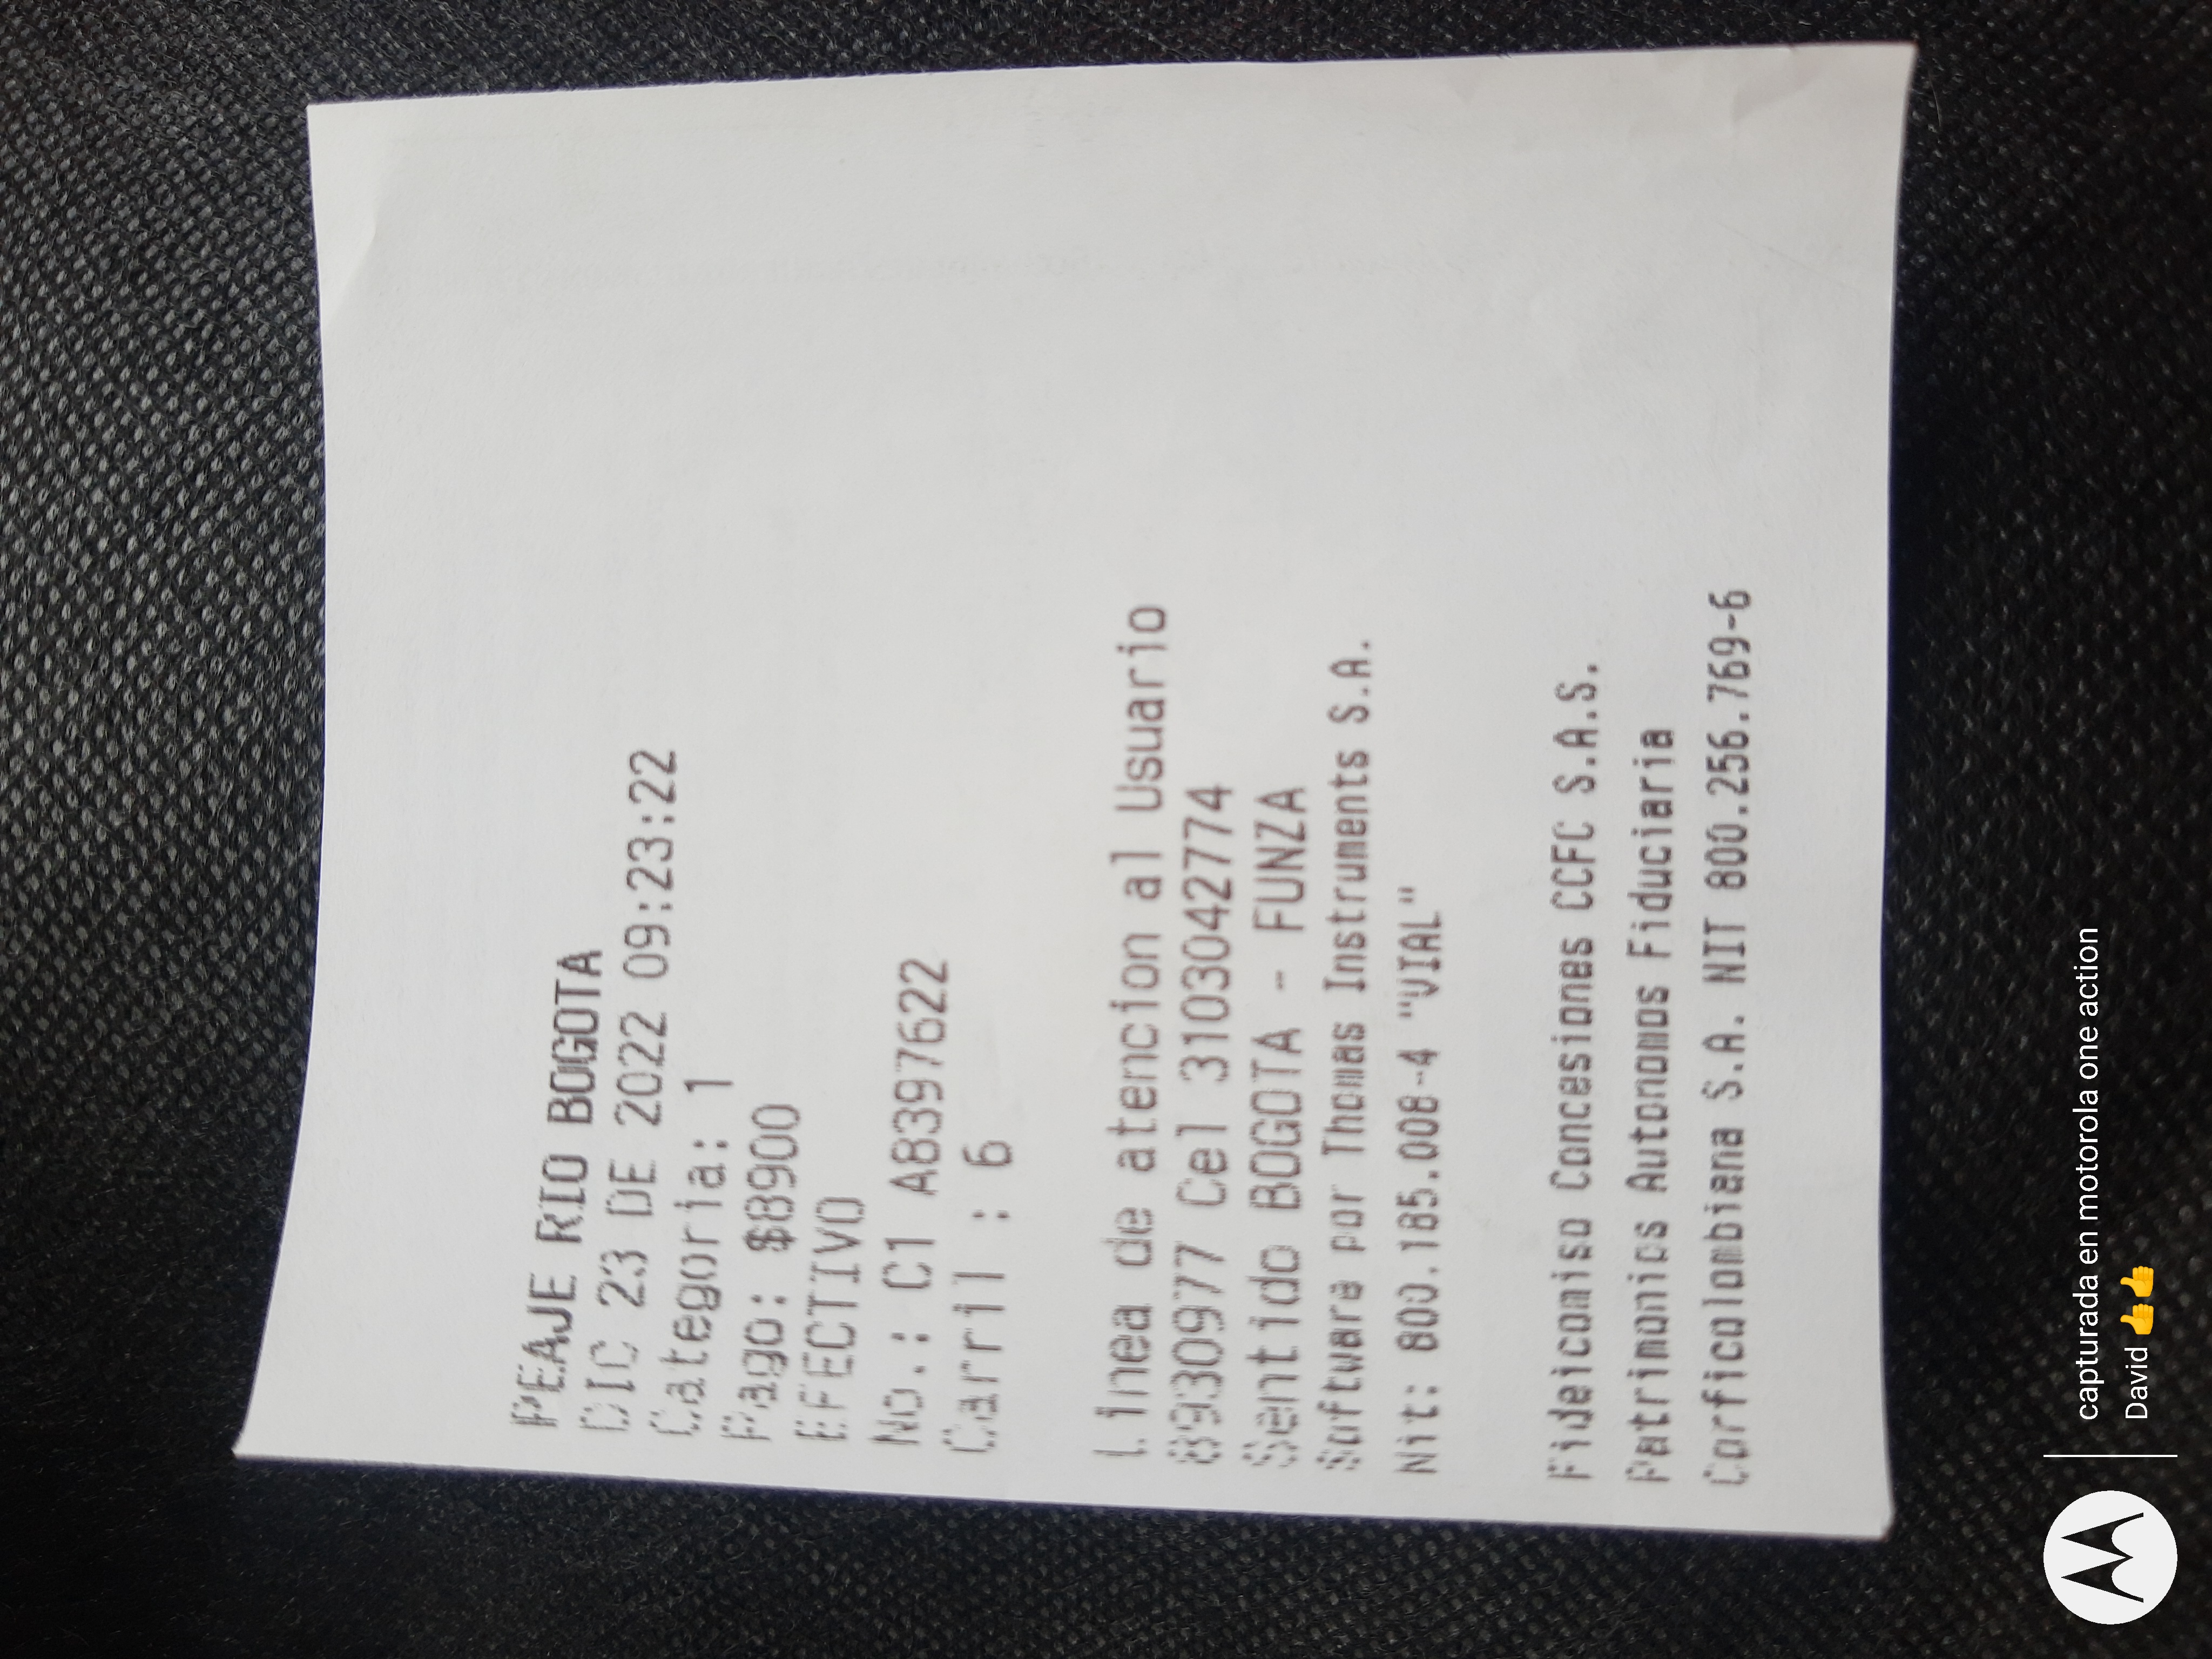 PEAJE RIO BOGOTA
DIC 23 DE 2022 09:23:22
Categoria: 1
Pago: $8900
EFECTIVO
No.: C1 A8397622
Carril : 6
Linea de atencion al Usuario
8930977 Cel 3103042774
Sentido BOGOTA - FUNZA
Software por Thomas Instruments S.A.
Nit: 800.185.008-4 "VIAL"
Fideicomiso Concesiones CCFC S.A.S.
Patrimonios Autonomos Fiduciaria
Corficolombiana S.A. NIT 800.256.769-6
capturada en motorola one action
David 👍👍